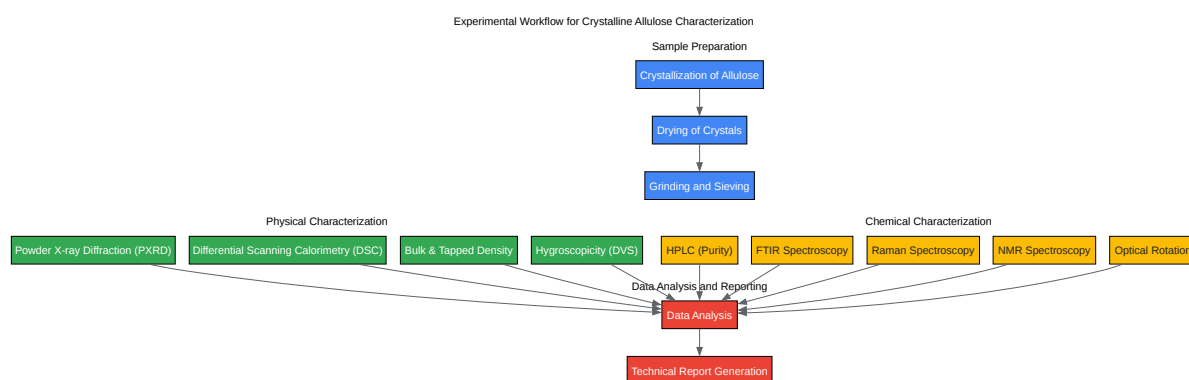 Experimental Workflow for Crystalline Allulose Characterization
Sample Preparation
Crystallization of Allulose
Drying of Crystals
Grinding and Sieving
Physical Characterization
Chemical Characterization
Powder X-ray Diffraction (PXRD)
Differential Scanning Calorimetry (DSC)
Bulk & Tapped Density
Hygroscopicity (DVS)
HPLC (Purity)
FTIR Spectroscopy
Raman Spectroscopy
NMR Spectroscopy
Optical Rotation
Data Analysis and Reporting
Data Analysis
Technical Report Generation